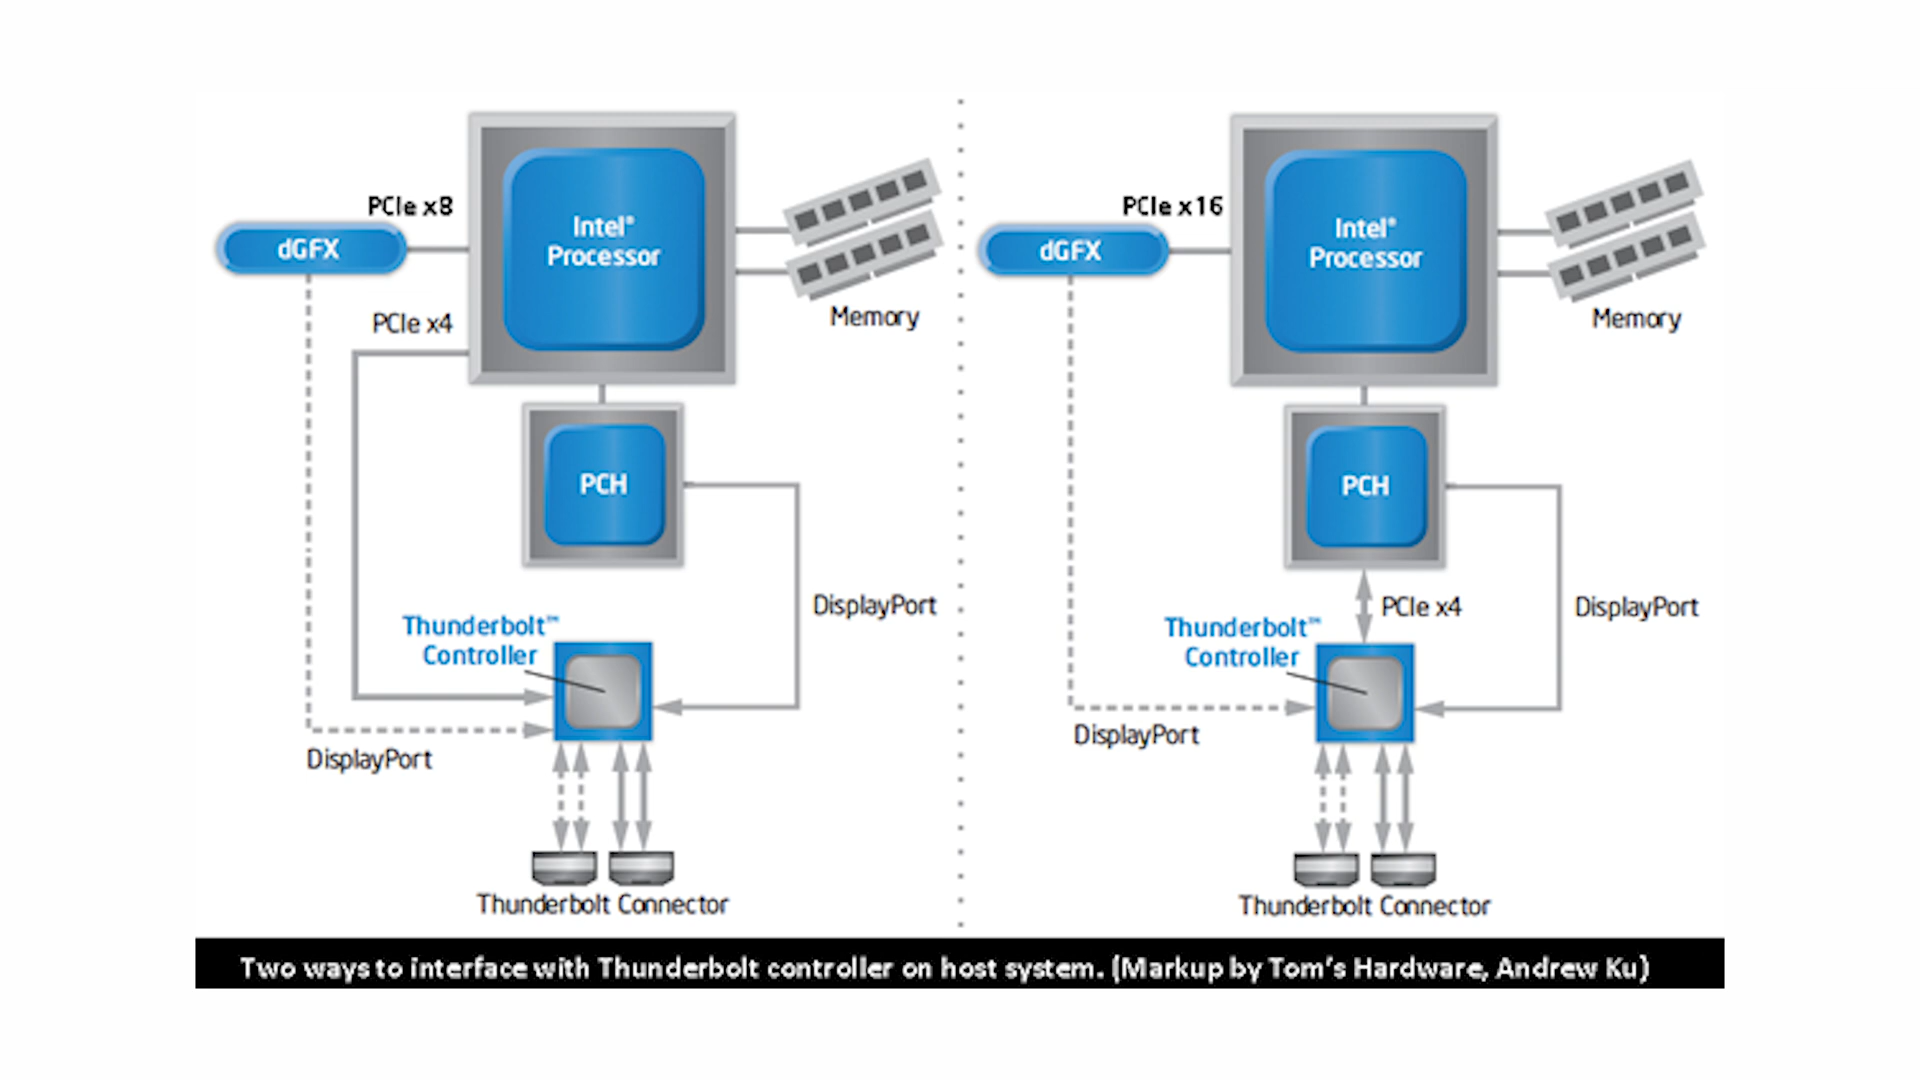 PCIe x8
dGFX
Intel®
Processor
PCIe x4
Memory
PCH
DisplayPort
Thunderbolt™
Controller
DisplayPort
Thunderbolt Connector
PCIe x16
dGFX
Intel®
Processor
Memory
PCH
PCIe x4
DisplayPort
Thunderbolt™
Controller
DisplayPort
Thunderbolt Connector
Two ways to interface with Thunderbolt controller on host system. (Markup by Tom's Hardware, Andrew Ku)